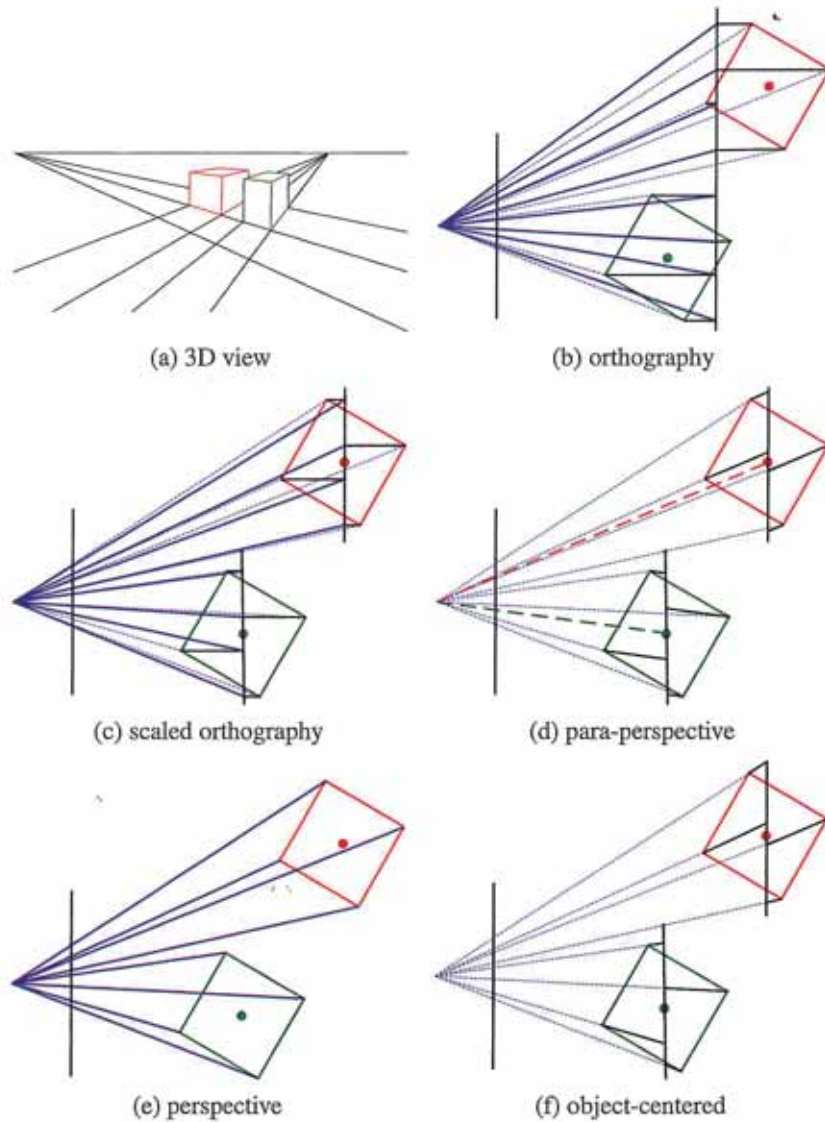 (a) 3D view
(b) orthography
(c) scaled orthography
(d) para-perspective
(e) perspective
(f) object-centered